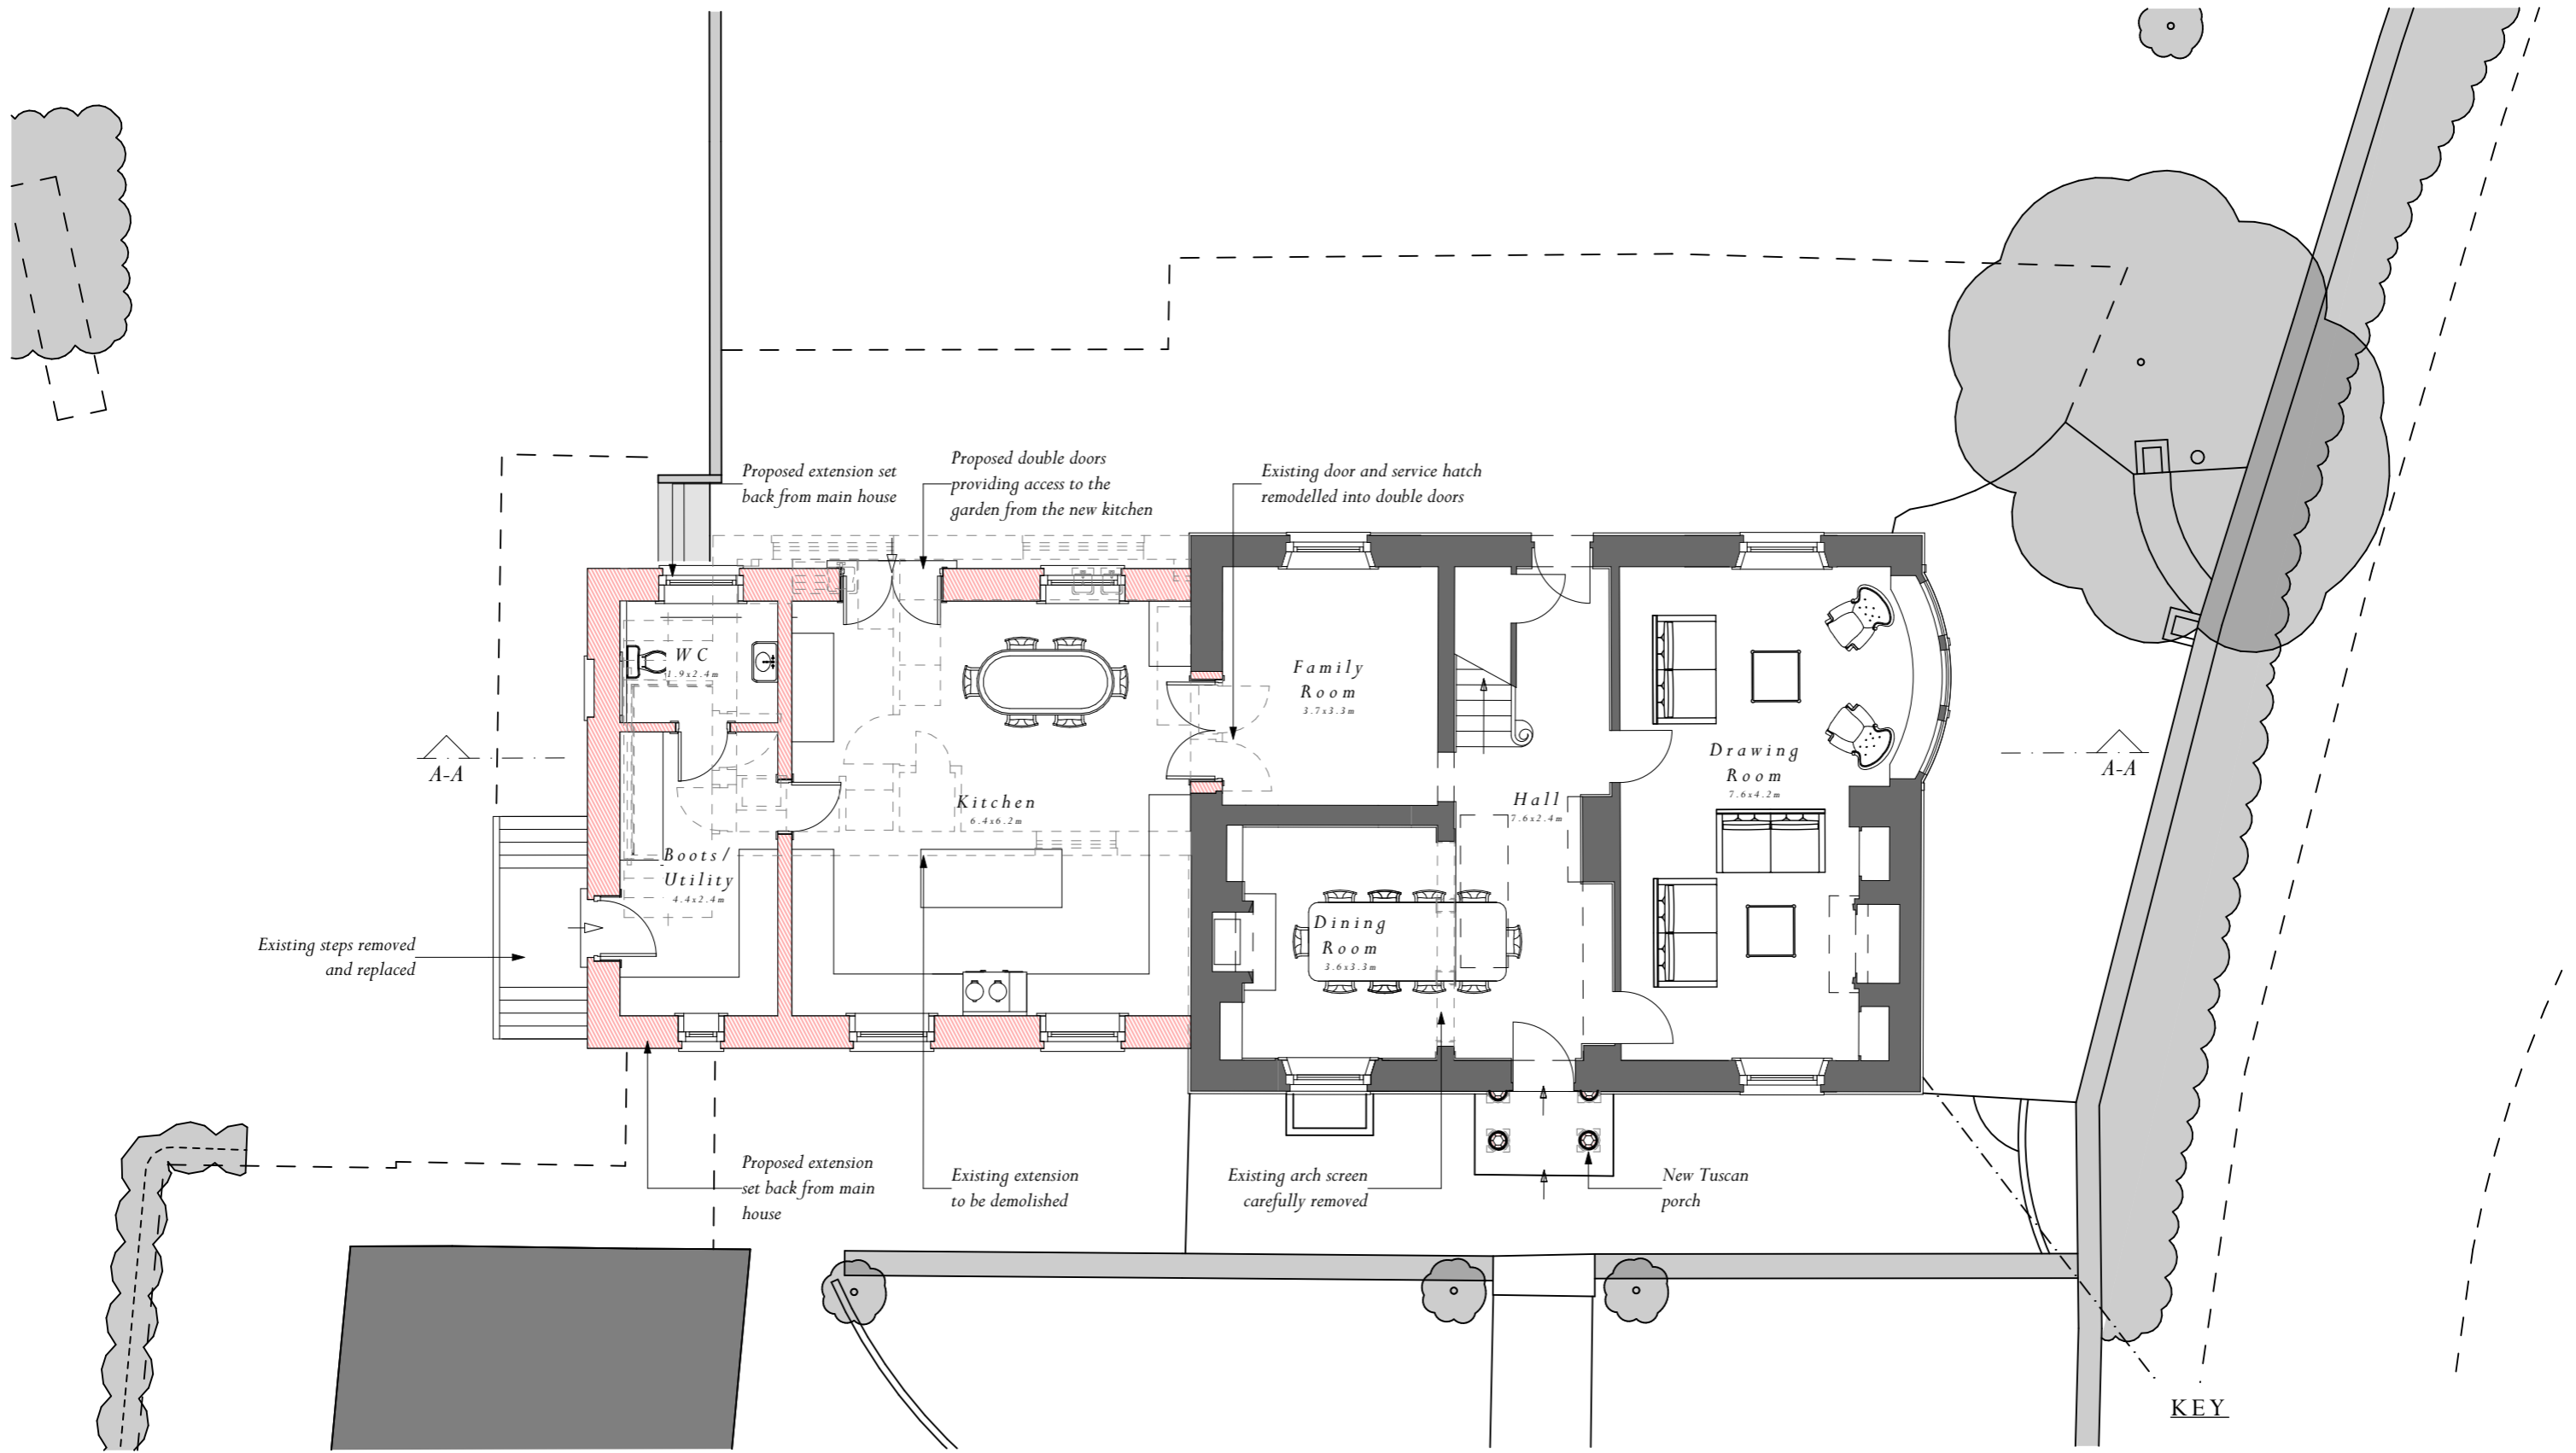 Proposed extension set
back from main house
Proposed double doors
providing access to the
garden from the new kitchen
Existing door and service hatch
remodelled into double doors
WC
1.9x2.4m
Family
Room
3.7x3.3m
Drawing
Room
7.6x4.2m
A-A
A-A
Kitchen
6.4x6.2m
Hall
7.6x2.4m
Boots/
Utility
4.4x2.4m
Dining
Room
3.6x3.3m
Existing steps removed
and replaced
Proposed extension
set back from main
house
Existing extension
to be demolished
Existing arch screen
carefully removed
New Tuscan
porch
KEY